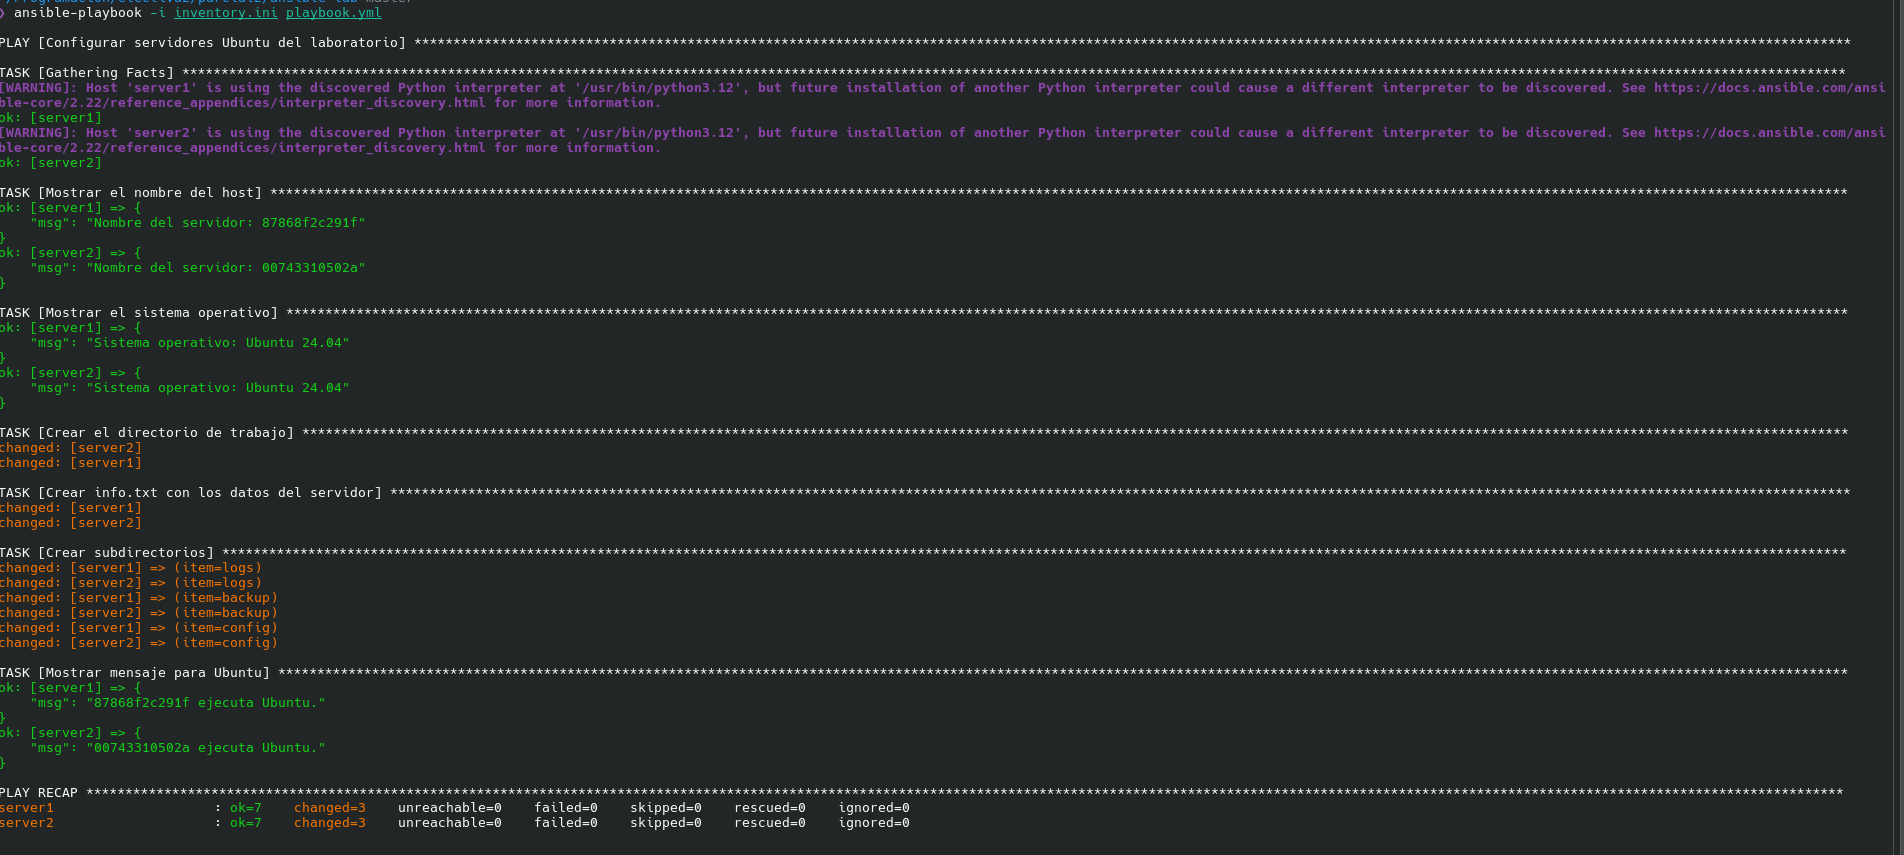 ❯ ansible-playbook -i inventory.ini playbook.yml
PLAY [Configurar servidores Ubuntu del laboratorio] ************************************************************************************************************************************************************************************
TASK [Gathering Facts] *****************************************************************************************************************************************************************************************************************
[WARNING]: Host 'server1' is using the discovered Python interpreter at '/usr/bin/python3.12', but future installation of another Python interpreter could cause a different interpreter to be discovered. See https://docs.ansible.com/ansi
ble-core/2.22/reference_appendices/interpreter_discovery.html for more information.
ok: [server1]
[WARNING]: Host 'server2' is using the discovered Python interpreter at '/usr/bin/python3.12', but future installation of another Python interpreter could cause a different interpreter to be discovered. See https://docs.ansible.com/ansi
ble-core/2.22/reference_appendices/interpreter_discovery.html for more information.
ok: [server2]
TASK [Mostrar el nombre del host] ******************************************************************************************************************************************************************************************************
ok: [server1] => {
    "msg": "Nombre del servidor: 87868f2c291f"
}
ok: [server2] => {
    "msg": "Nombre del servidor: 00743310502a"
}
TASK [Mostrar el sistema operativo] ****************************************************************************************************************************************************************************************************
ok: [server1] => {
    "msg": "Sistema operativo: Ubuntu 24.04"
}
ok: [server2] => {
    "msg": "Sistema operativo: Ubuntu 24.04"
}
TASK [Crear el directorio de trabajo] **************************************************************************************************************************************************************************************************
changed: [server2]
changed: [server1]
TASK [Crear info.txt con los datos del servidor] ***************************************************************************************************************************************************************************************
changed: [server1]
changed: [server2]
TASK [Crear subdirectorios] ************************************************************************************************************************************************************************************************************
changed: [server1] => (item=logs)
changed: [server2] => (item=logs)
changed: [server1] => (item=backup)
changed: [server2] => (item=backup)
changed: [server1] => (item=config)
changed: [server2] => (item=config)
TASK [Mostrar mensaje para Ubuntu] *****************************************************************************************************************************************************************************************************
ok: [server1] => {
    "msg": "87868f2c291f ejecuta Ubuntu."
}
ok: [server2] => {
    "msg": "00743310502a ejecuta Ubuntu."
}
PLAY RECAP *****************************************************************************************************************************************************************************************************************************
server1                    : ok=7    changed=3    unreachable=0    failed=0    skipped=0    rescued=0    ignored=0
server2                    : ok=7    changed=3    unreachable=0    failed=0    skipped=0    rescued=0    ignored=0